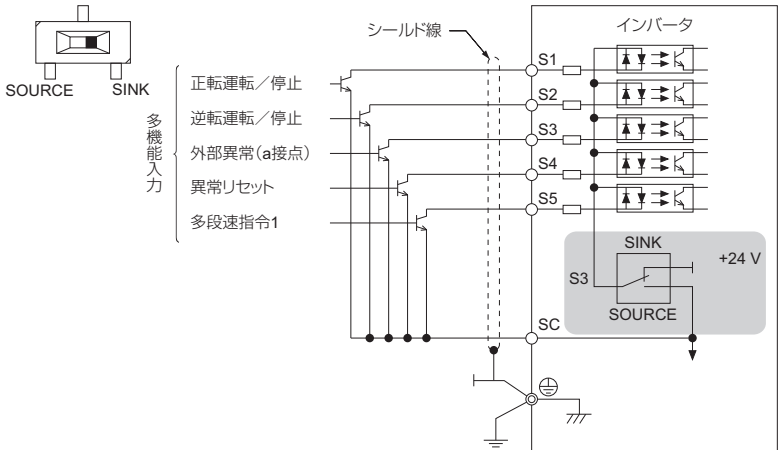 SOURCE
SINK
多機能入力
正転運転／停止
逆転運転／停止
外部異常(a接点)
異常リセット
多段速指令1
シールド線
インバータ
S1
S2
S3
S4
S5
SINK
+24 V
S3
SOURCE
SC